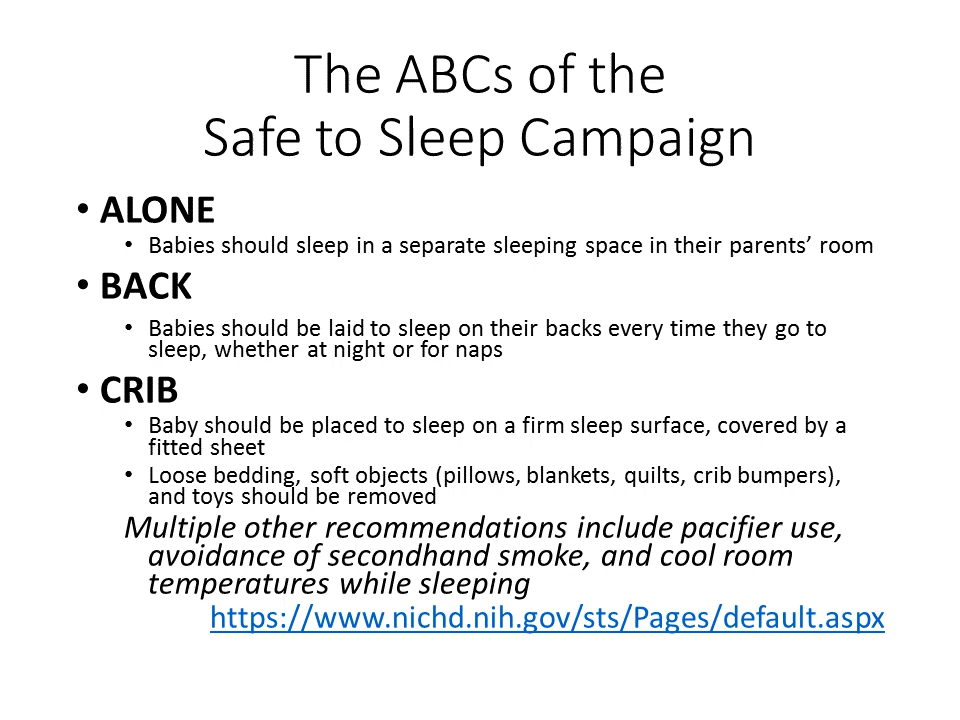 The ABCs of the
Safe to Sleep Campaign
• ALONE
• Babies should sleep in a separate sleeping space in their parents’ room
• BACK
• Babies should be laid to sleep on their backs every time they go to
sleep, whether at night or for naps
• CRIB
• Baby should be placed to sleep on a firm sleep surface, covered by a
fitted sheet
• Loose bedding, soft objects (pillows, blankets, quilts, crib bumpers),
and toys should be removed
Multiple other recommendations include pacifier use,
avoidance of secondhand smoke, and cool room
temperatures while sleeping
https://www.nichd.nih.gov/sts/Pages/default.aspx